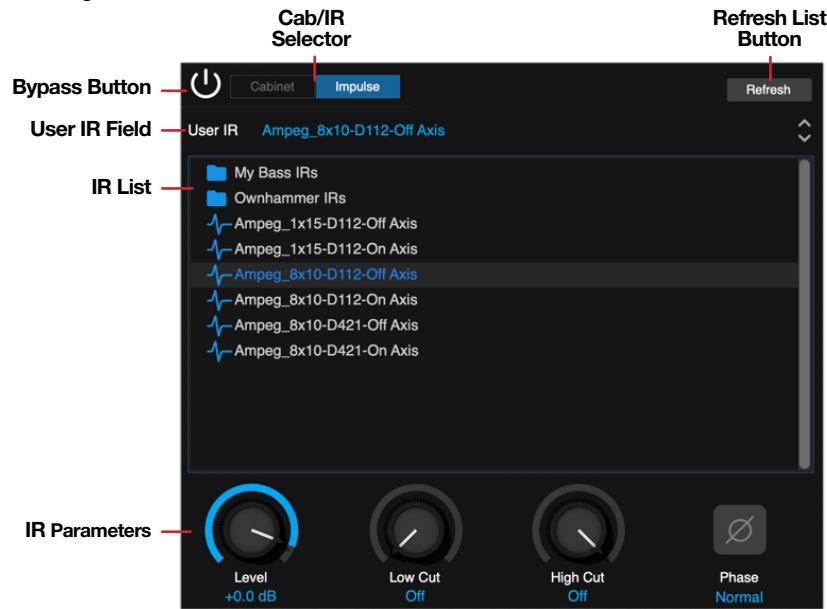 Cab/IR
Selector
Refresh List
Button
Bypass Button
Cabinet
Impulse
Refresh
User IR Field
User IR
Ampeg_8x10-D112-Off Axis
IR List
My Bass IRs
Ownhammer IRs
Ampeg_1x15-D112-Off Axis
Ampeg_1x15-D112-On Axis
Ampeg_8x10-D112-Off Axis
Ampeg_8x10-D112-On Axis
Ampeg_8x10-D421-Off Axis
Ampeg_8x10-D421-On Axis
IR Parameters
Level
Low Cut
High Cut
Phase
+0.0 dB
Off
Off
Normal